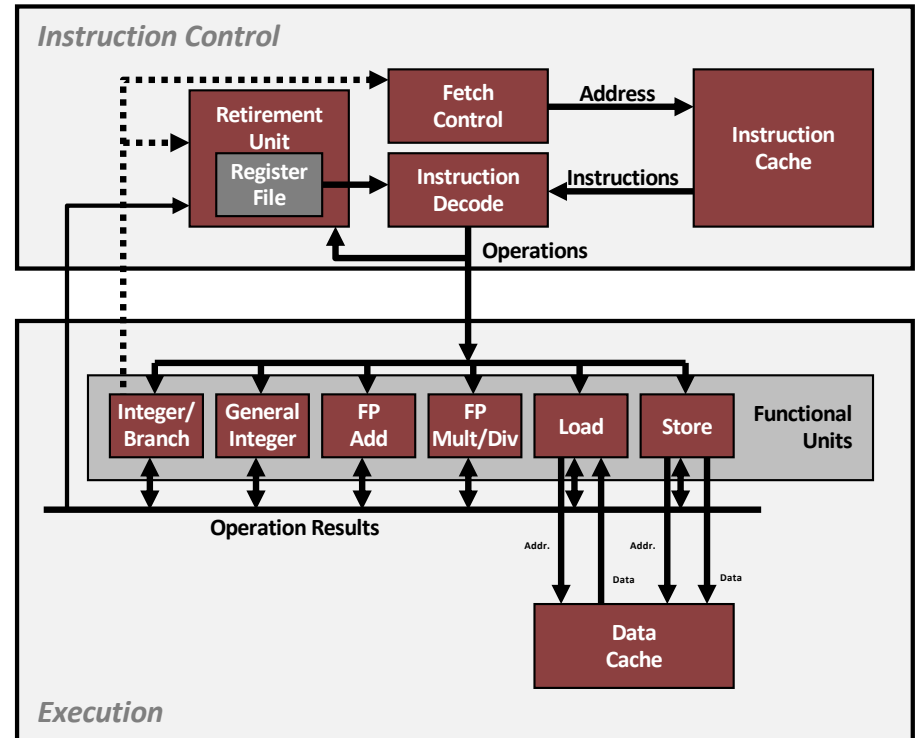 Instruction Control
Fetch
Control
Address
Instruction
Cache
Retirement
Unit
Register
File
Instruction
Decode
Instructions
Operations
Integer/
Branch
General
Integer
FP
Add
FP
Mult/Div
Load
Store
Functional
Units
Operation Results
Addr.
Addr.
Data
Data
Data
Cache
Execution